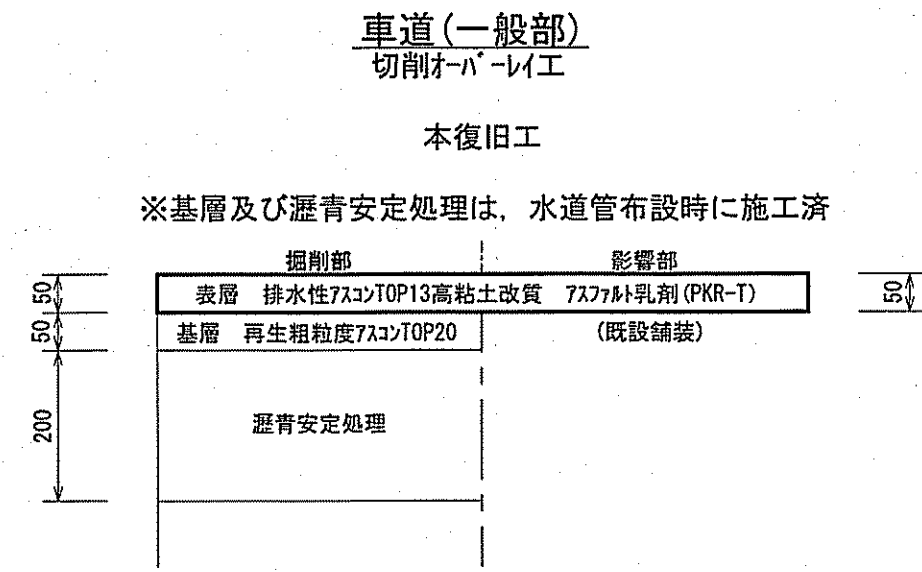 車道(一般部)
切削ｵｰﾊﾞｰﾚｲ工
本復旧工
※基層及び瀝青安定処理は，水道管布設時に施工済
掘削部 影響部
50 表層 排水性ｱｽｺﾝTOP13高粘土改質 ｱｽﾌｧﾙﾄ乳剤(PKR-T) 50
50 基層 再生粗粒度ｱｽｺﾝTOP20 (既設舗装)
200 瀝青安定処理